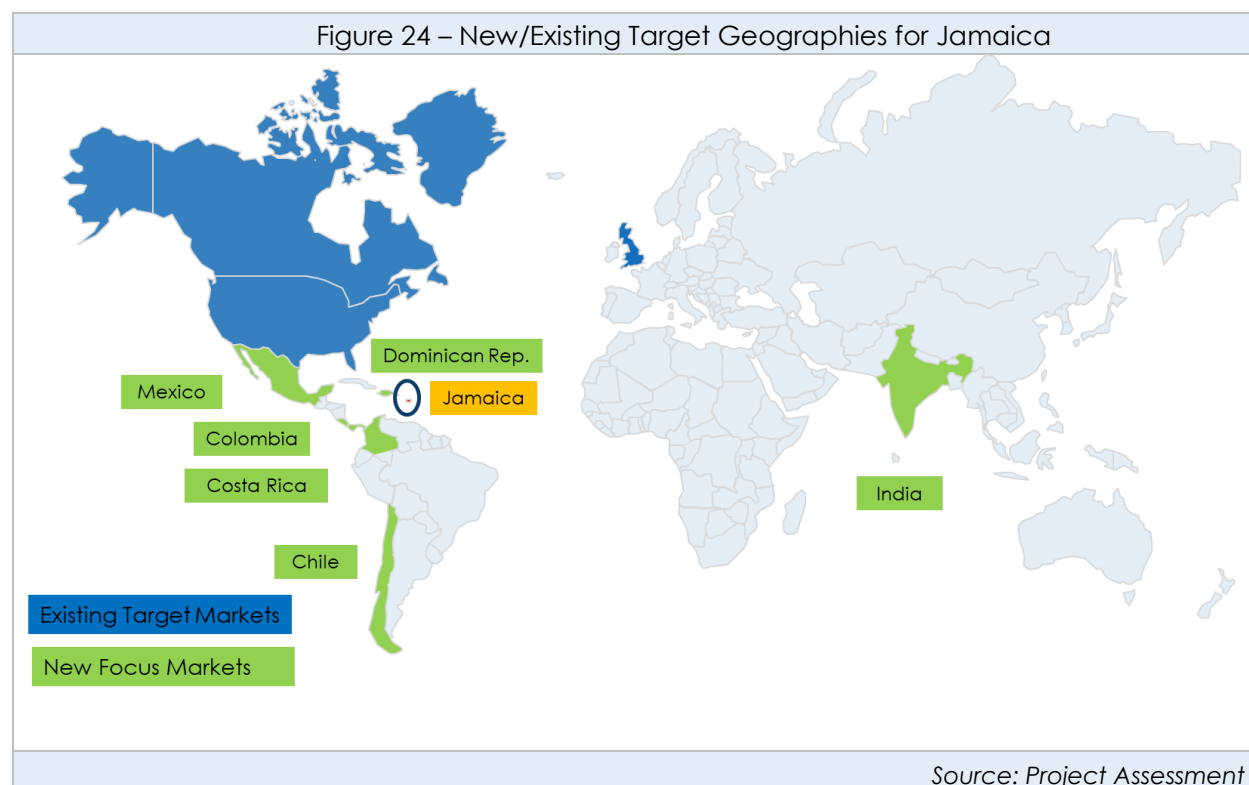 Figure 24 – New/Existing Target Geographies for Jamaica
Dominican Rep.
Mexico
Jamaica
Colombia
Costa Rica
India
Chile
Existing Target Markets
New Focus Markets
Source: Project Assessment